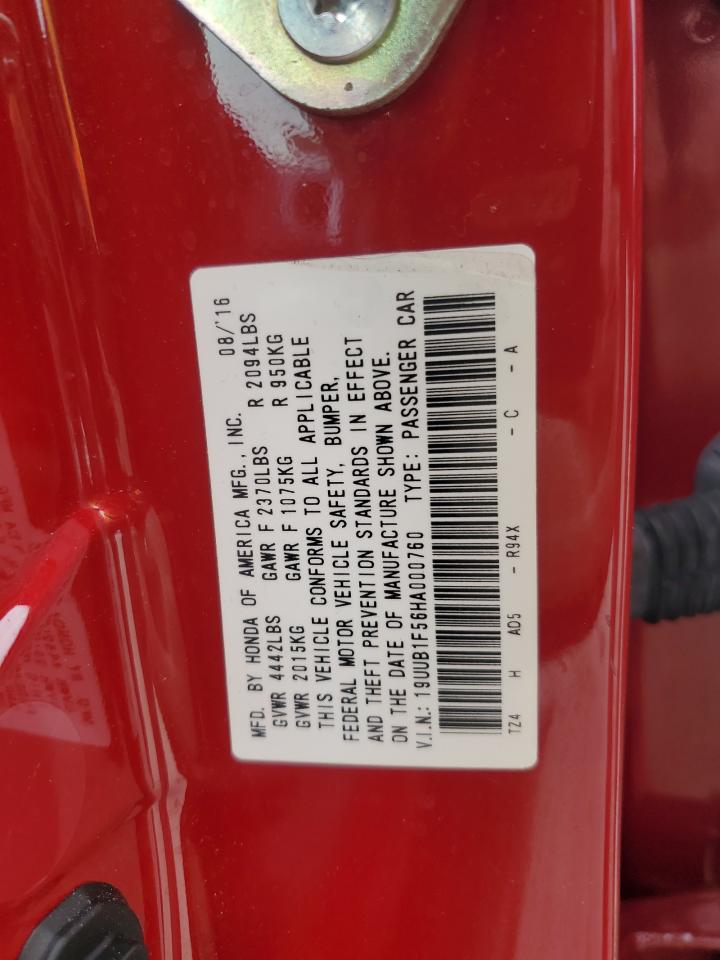 MFD. BY HONDA OF AMERICA MFG., INC. 08/'16
GVWR 4442LBS GAWR F 2370LBS R 2094LBS
GVWR 2015KG GAWR F 1075KG R 950KG
THIS VEHICLE CONFORMS TO ALL APPLICABLE
FEDERAL MOTOR VEHICLE SAFETY, BUMPER,
AND THEFT PREVENTION STANDARDS IN EFFECT
ON THE DATE OF MANUFACTURE SHOWN ABOVE.
V.I.N.: 19UUB1F56HA000760 TYPE: PASSENGER CAR
TZ4 H AD5 - R94X - C - A